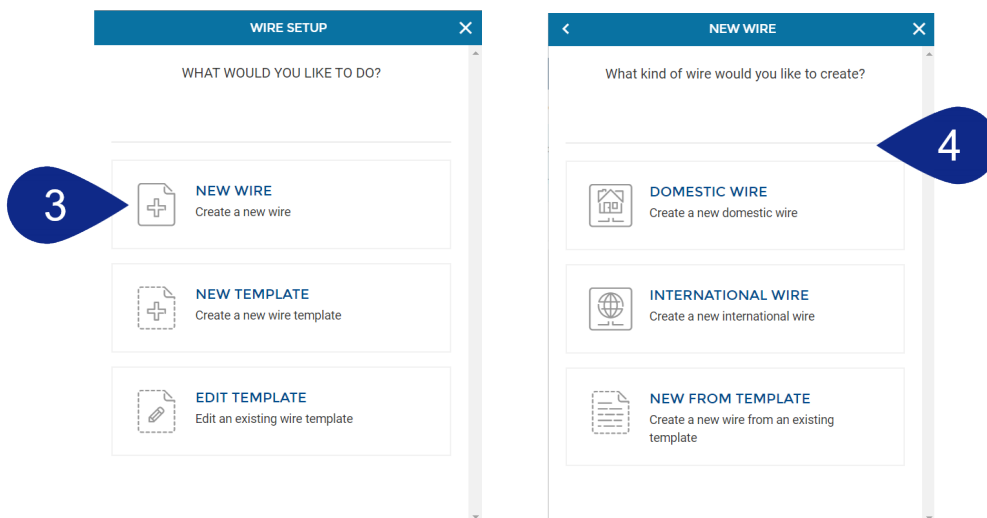 WIRE SETUP
WHAT WOULD YOU LIKE TO DO?
3
NEW WIRE
Create a new wire
NEW TEMPLATE
Create a new wire template
EDIT TEMPLATE
Edit an existing wire template
NEW WIRE
What kind of wire would you like to create?
4
DOMESTIC WIRE
Create a new domestic wire
INTERNATIONAL WIRE
Create a new international wire
NEW FROM TEMPLATE
Create a new wire from an existing
template